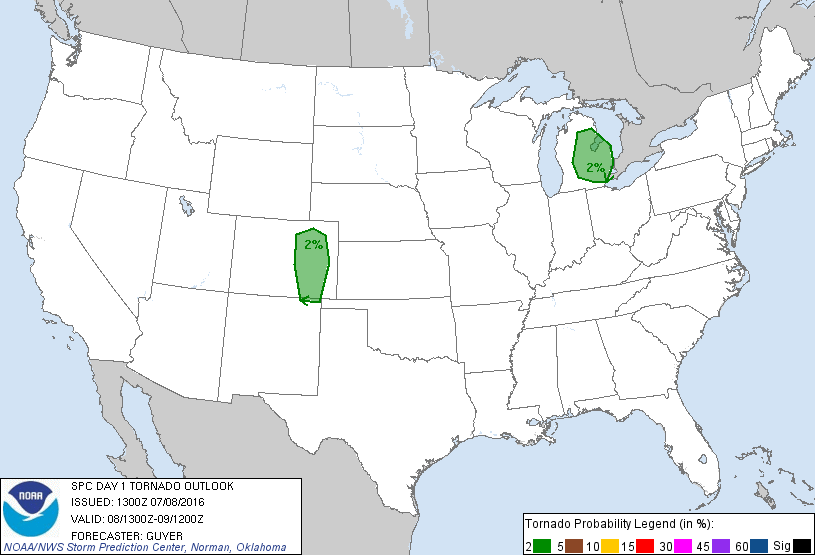 2%
2%
NOAA
SPC DAY 1 TORNADO OUTLOOK
ISSUED: 1300Z 07/08/2016
VALID: 08/1300Z-09/1200Z
FORECASTER: GUYER
NOAA/NWS Storm Prediction Center, Norman, Oklahoma
Tornado Probability Legend (in %):
2 5 10 15 30 45 60 Sig